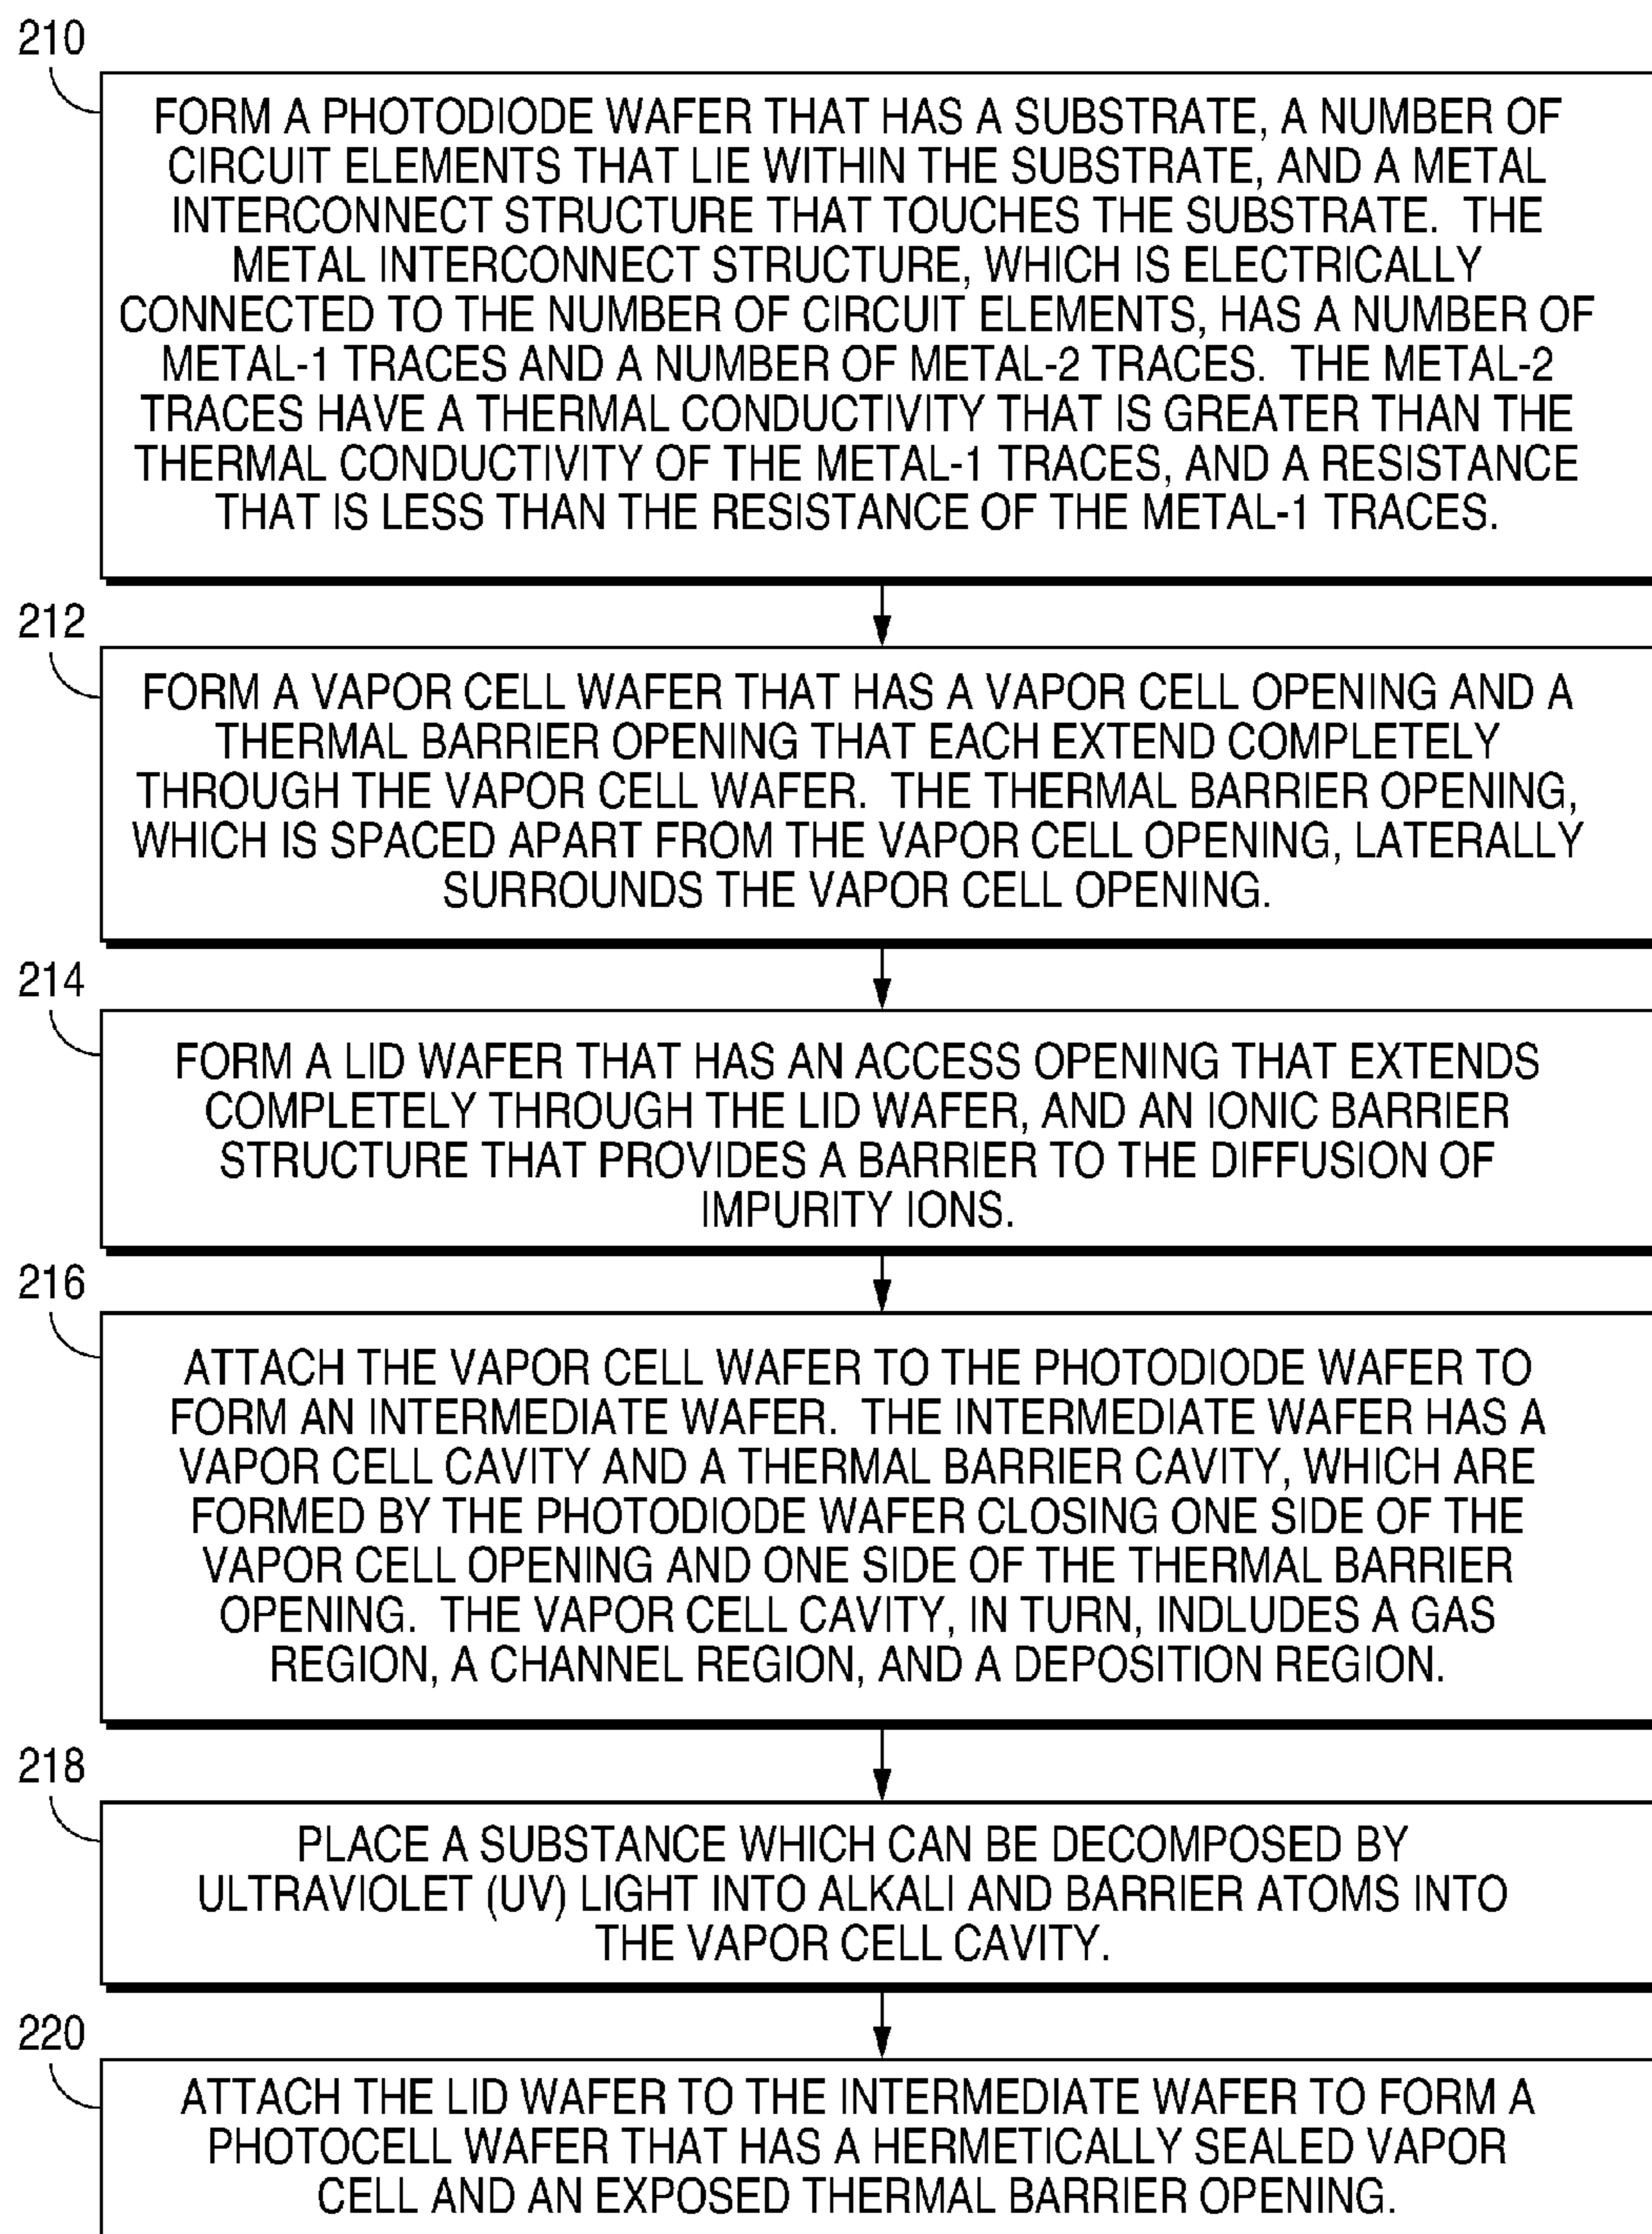 210
FORM A PHOTODIODE WAFER THAT HAS A SUBSTRATE, A NUMBER OF
CIRCUIT ELEMENTS THAT LIE WITHIN THE SUBSTRATE, AND A METAL
INTERCONNECT STRUCTURE THAT TOUCHES THE SUBSTRATE. THE
METAL INTERCONNECT STRUCTURE, WHICH IS ELECTRICALLY
CONNECTED TO THE NUMBER OF CIRCUIT ELEMENTS, HAS A NUMBER OF
METAL-1 TRACES AND A NUMBER OF METAL-2 TRACES. THE METAL-2
TRACES HAVE A THERMAL CONDUCTIVITY THAT IS GREATER THAN THE
THERMAL CONDUCTIVITY OF THE METAL-1 TRACES, AND A RESISTANCE
THAT IS LESS THAN THE RESISTANCE OF THE METAL-1 TRACES.
212
FORM A VAPOR CELL WAFER THAT HAS A VAPOR CELL OPENING AND A
THERMAL BARRIER OPENING THAT EACH EXTEND COMPLETELY
THROUGH THE VAPOR CELL WAFER. THE THERMAL BARRIER OPENING,
WHICH IS SPACED APART FROM THE VAPOR CELL OPENING, LATERALLY
SURROUNDS THE VAPOR CELL OPENING.
214
FORM A LID WAFER THAT HAS AN ACCESS OPENING THAT EXTENDS
COMPLETELY THROUGH THE LID WAFER, AND AN IONIC BARRIER
STRUCTURE THAT PROVIDES A BARRIER TO THE DIFFUSION OF
IMPURITY IONS.
216
ATTACH THE VAPOR CELL WAFER TO THE PHOTODIODE WAFER TO
FORM AN INTERMEDIATE WAFER. THE INTERMEDIATE WAFER HAS A
VAPOR CELL CAVITY AND A THERMAL BARRIER CAVITY, WHICH ARE
FORMED BY THE PHOTODIODE WAFER CLOSING ONE SIDE OF THE
VAPOR CELL OPENING AND ONE SIDE OF THE THERMAL BARRIER
OPENING. THE VAPOR CELL CAVITY, IN TURN, INDLUDES A GAS
REGION, A CHANNEL REGION, AND A DEPOSITION REGION.
218
PLACE A SUBSTANCE WHICH CAN BE DECOMPOSED BY
ULTRAVIOLET (UV) LIGHT INTO ALKALI AND BARRIER ATOMS INTO
THE VAPOR CELL CAVITY.
220
ATTACH THE LID WAFER TO THE INTERMEDIATE WAFER TO FORM A
PHOTOCELL WAFER THAT HAS A HERMETICALLY SEALED VAPOR
CELL AND AN EXPOSED THERMAL BARRIER OPENING.